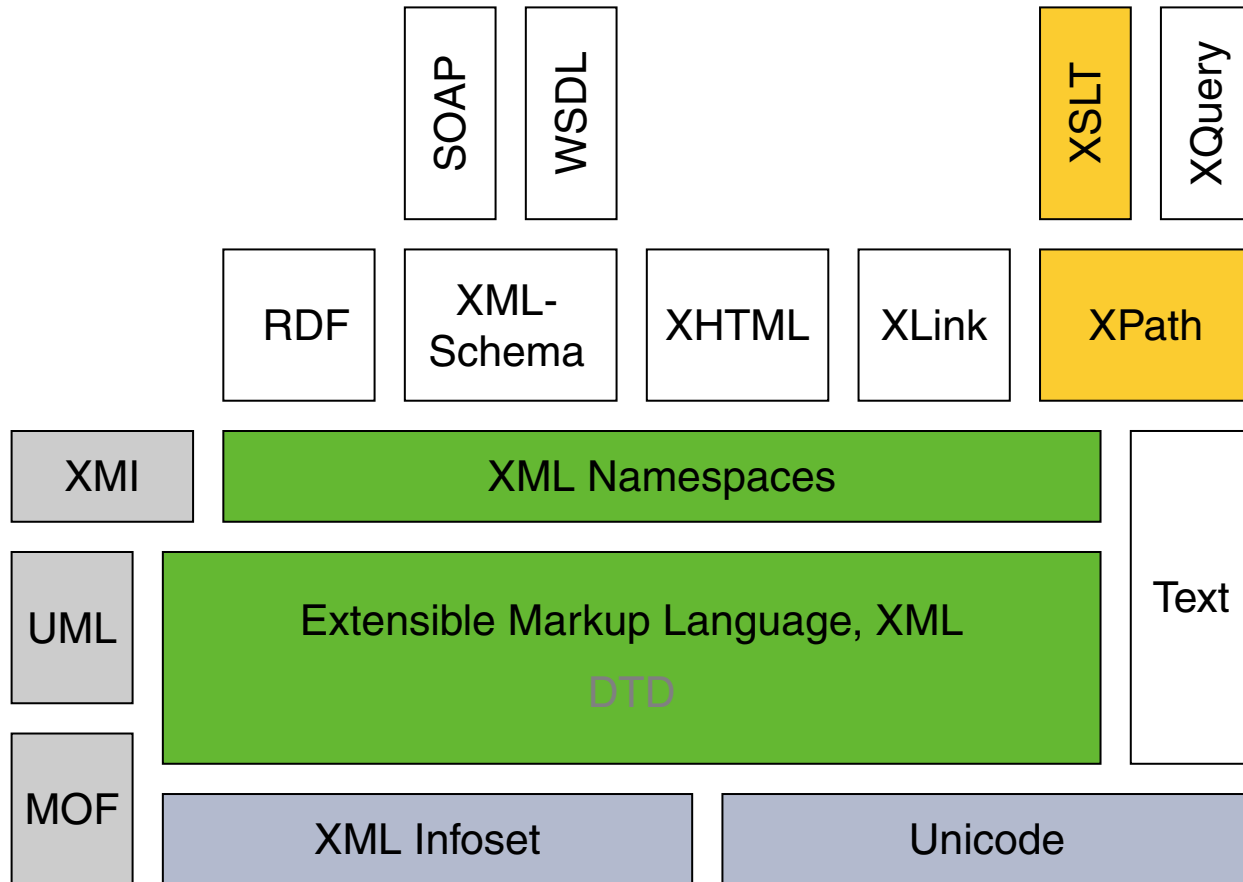 SOAP
WSDL
XSLT
XQuery
RDF
XML-
Schema
XHTML
XLink
XPath
XMI
XML Namespaces
UML
Extensible Markup Language, XML
DTD
Text
MOF
XML Infoset
Unicode